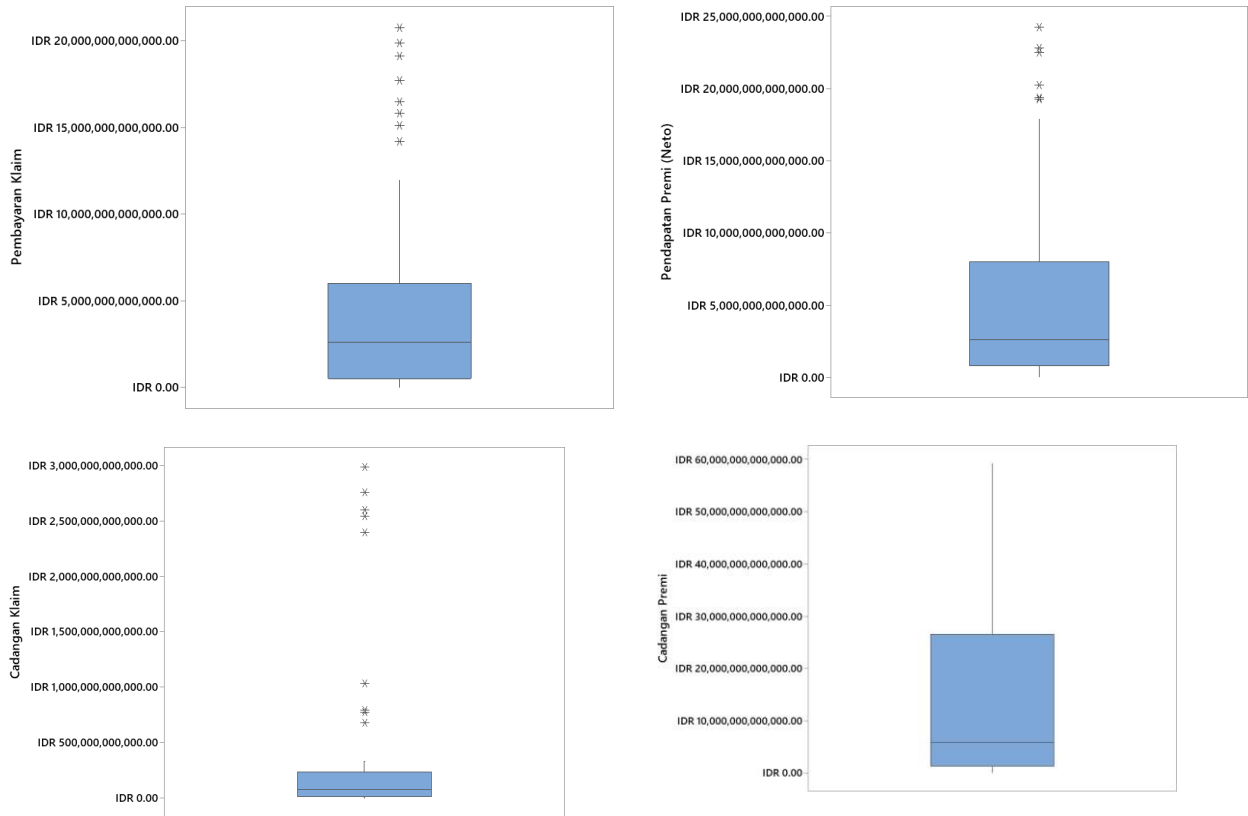 Pembayaran Klaim
IDR 20,000,000,000,000.00
IDR 15,000,000,000,000.00
IDR 10,000,000,000,000.00
IDR 5,000,000,000,000.00
IDR 0.00
Pendapatan Premi (Neto)
IDR 25,000,000,000,000.00
IDR 20,000,000,000,000.00
IDR 15,000,000,000,000.00
IDR 10,000,000,000,000.00
IDR 5,000,000,000,000.00
IDR 0.00
Cadangan Klaim
IDR 3,000,000,000,000.00
IDR 2,500,000,000,000.00
IDR 2,000,000,000,000.00
IDR 1,500,000,000,000.00
IDR 1,000,000,000,000.00
IDR 500,000,000,000.00
IDR 0.00
Cadangan Premi
IDR 60,000,000,000,000.00
IDR 50,000,000,000,000.00
IDR 40,000,000,000,000.00
IDR 30,000,000,000,000.00
IDR 20,000,000,000,000.00
IDR 10,000,000,000,000.00
IDR 0.00